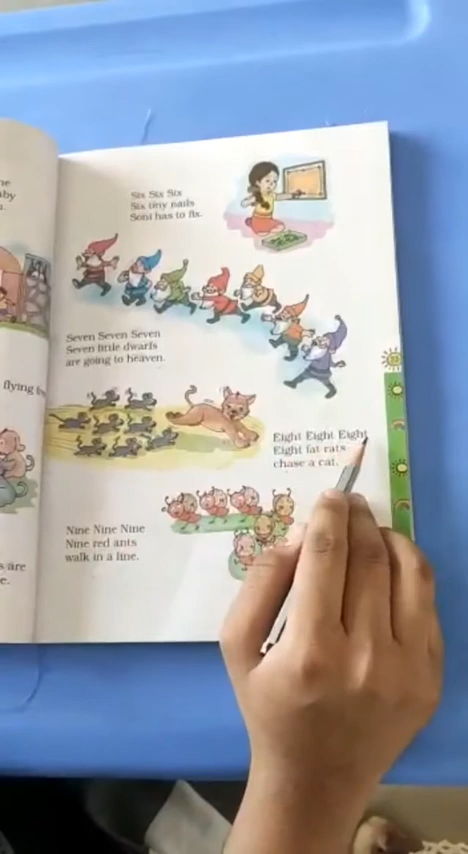 Six Six Six
Six tiny nails
Soni has to fix.
Seven Seven Seven
Seven little dwarfs
are going to heaven.
flying
Eight Eight Eight
Eight fat rats
chase a cat.
Nine Nine Nine
Nine red ants
walk in a line.